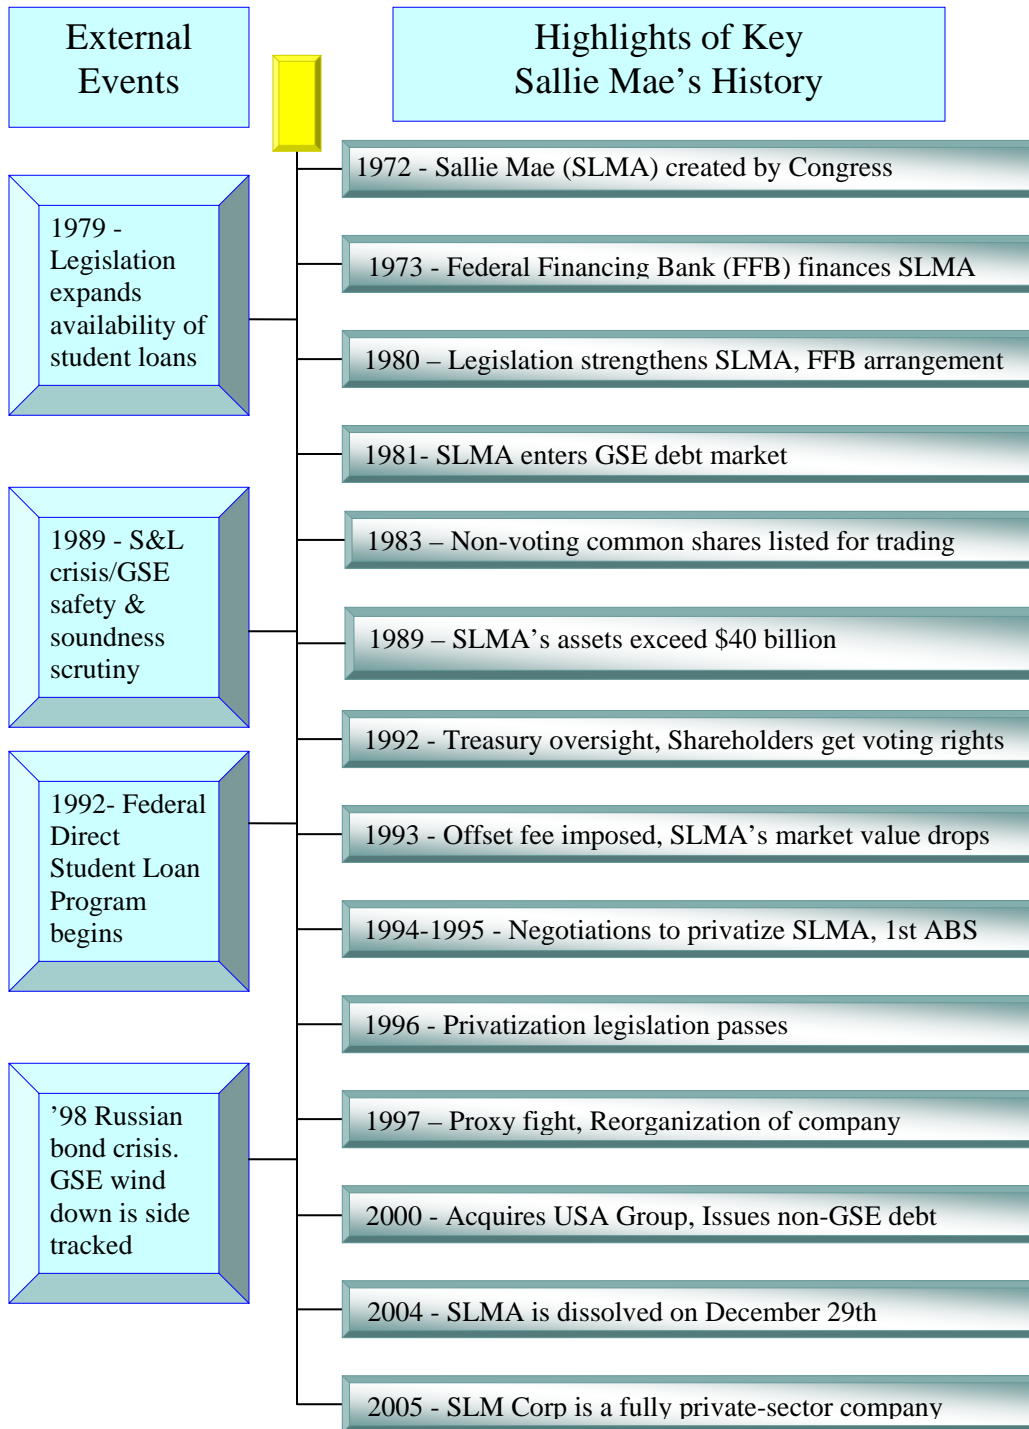 External
Events
Highlights of Key
Sallie Mae’s History
1972 - Sallie Mae (SLMA) created by Congress
1979 -
Legislation
expands
availability of
student loans
1973 - Federal Financing Bank (FFB) finances SLMA
1980 – Legislation strengthens SLMA, FFB arrangement
1981- SLMA enters GSE debt market
1989 - S&L
crisis/GSE
safety &
soundness
scrutiny
1983 – Non-voting common shares listed for trading
1989 – SLMA’s assets exceed $40 billion
1992 - Treasury oversight, Shareholders get voting rights
1992- Federal
Direct
Student Loan
Program
begins
1993 - Offset fee imposed, SLMA’s market value drops
1994-1995 - Negotiations to privatize SLMA, 1st ABS
1996 - Privatization legislation passes
’98 Russian
bond crisis.
GSE wind
down is side
tracked
1997 – Proxy fight, Reorganization of company
2000 - Acquires USA Group, Issues non-GSE debt
2004 - SLMA is dissolved on December 29th
2005 - SLM Corp is a fully private-sector company